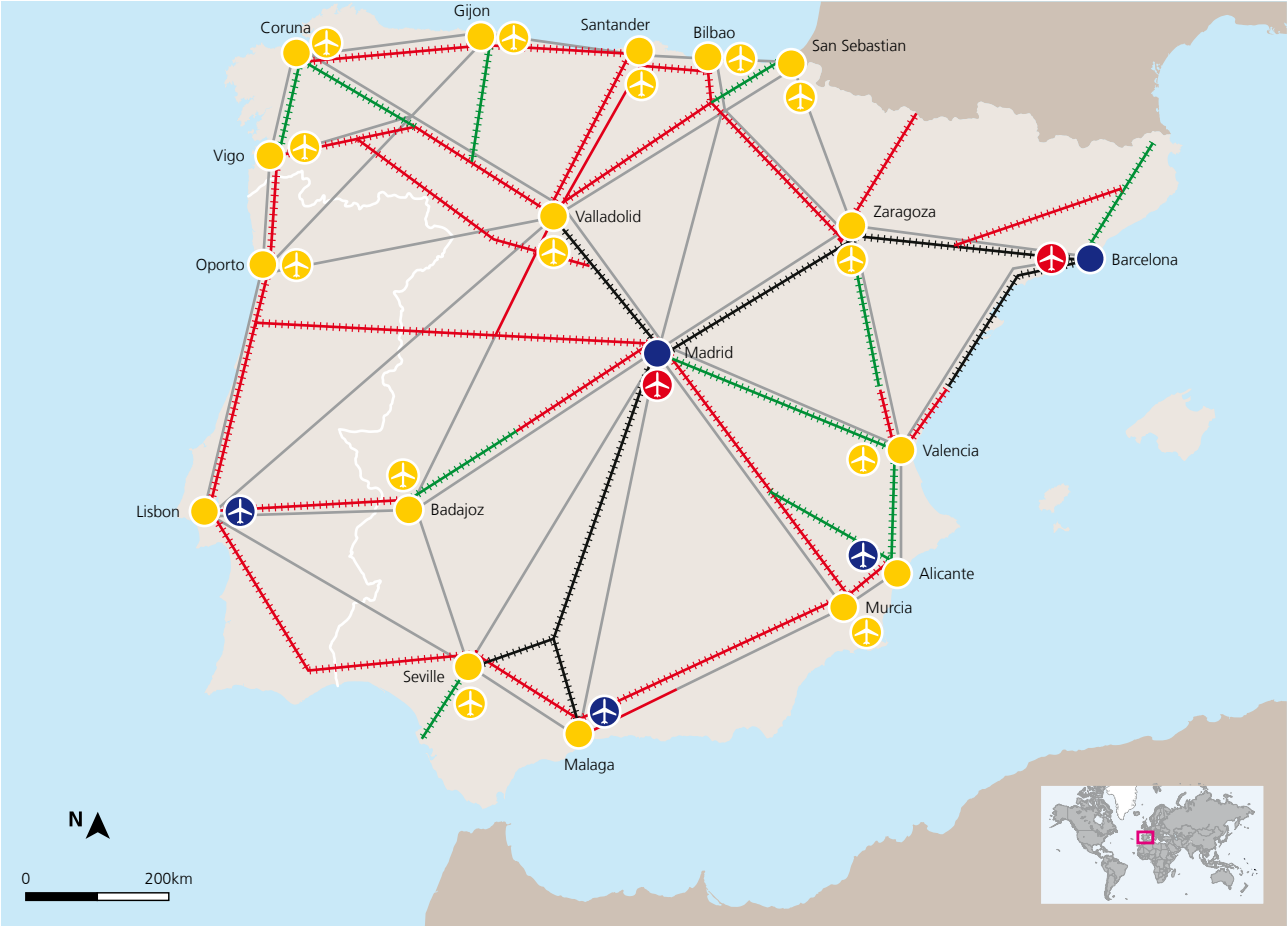 Gijon
Santander
Coruna
Bilbao
San Sebastian
Vigo
Valladolid
Zaragoza
Oporto
Barcelona
Madrid
Valencia
Lisbon
Badajoz
Alicante
Murcia
Seville
Malaga
N
0
200km